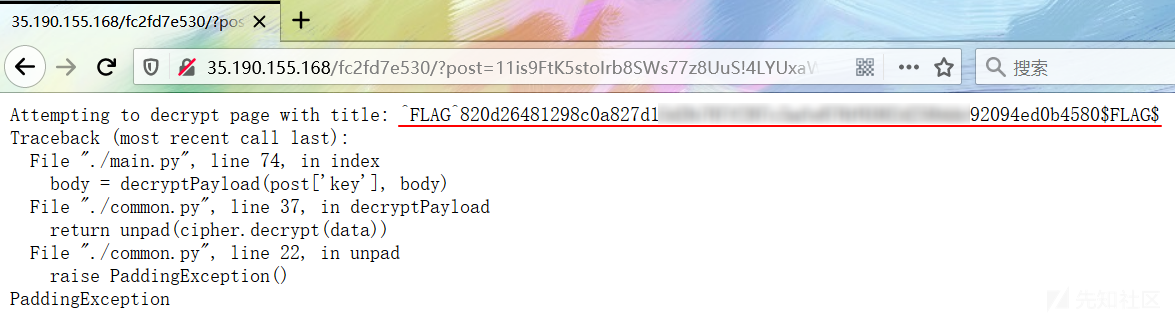 35.190.155.168/fc2fd7e530/?pos
35.190.155.168/fc2fd7e530/?post=11is9FtK5stoIrb8SWs77z8UuS!4LYUxaW
搜索
Attempting to decrypt page with title: ^FLAG^820d26481298c0a827d1 92094ed0b4580$FLAG$
Traceback (most recent call last):
File "./main.py", line 74, in index
body = decryptPayload(post['key'], body)
File "./common.py", line 37, in decryptPayload
return unpad(cipher.decrypt(data))
File "./common.py", line 22, in unpad
raise PaddingException()
PaddingException
先知社区